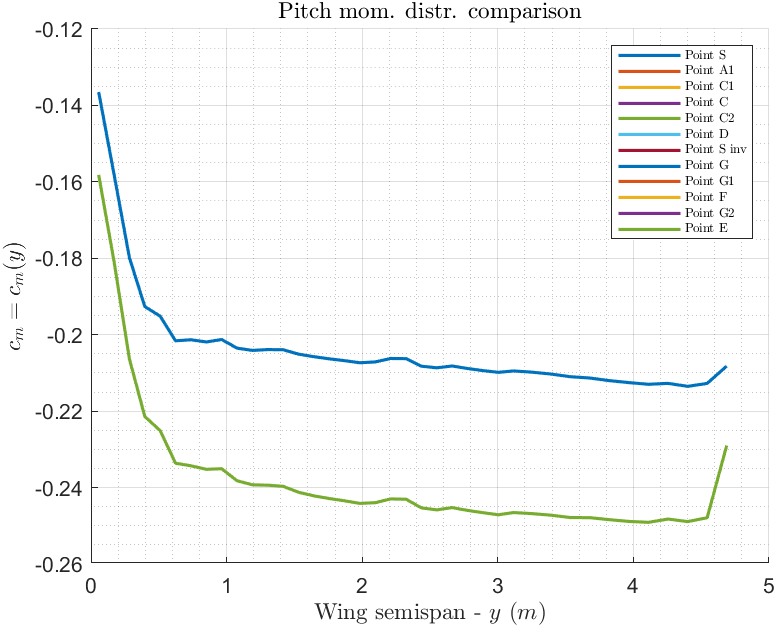 Pitch mom. distr. comparison
-0.12
-0.14
-0.16
-0.18
-0.2
-0.22
-0.24
-0.26
0
1
2
3
4
5
c_m = c_m(y)
Wing semispan - y (m)
Point S
Point A1
Point C1
Point C
Point C2
Point D
Point S inv
Point G
Point G1
Point F
Point G2
Point E